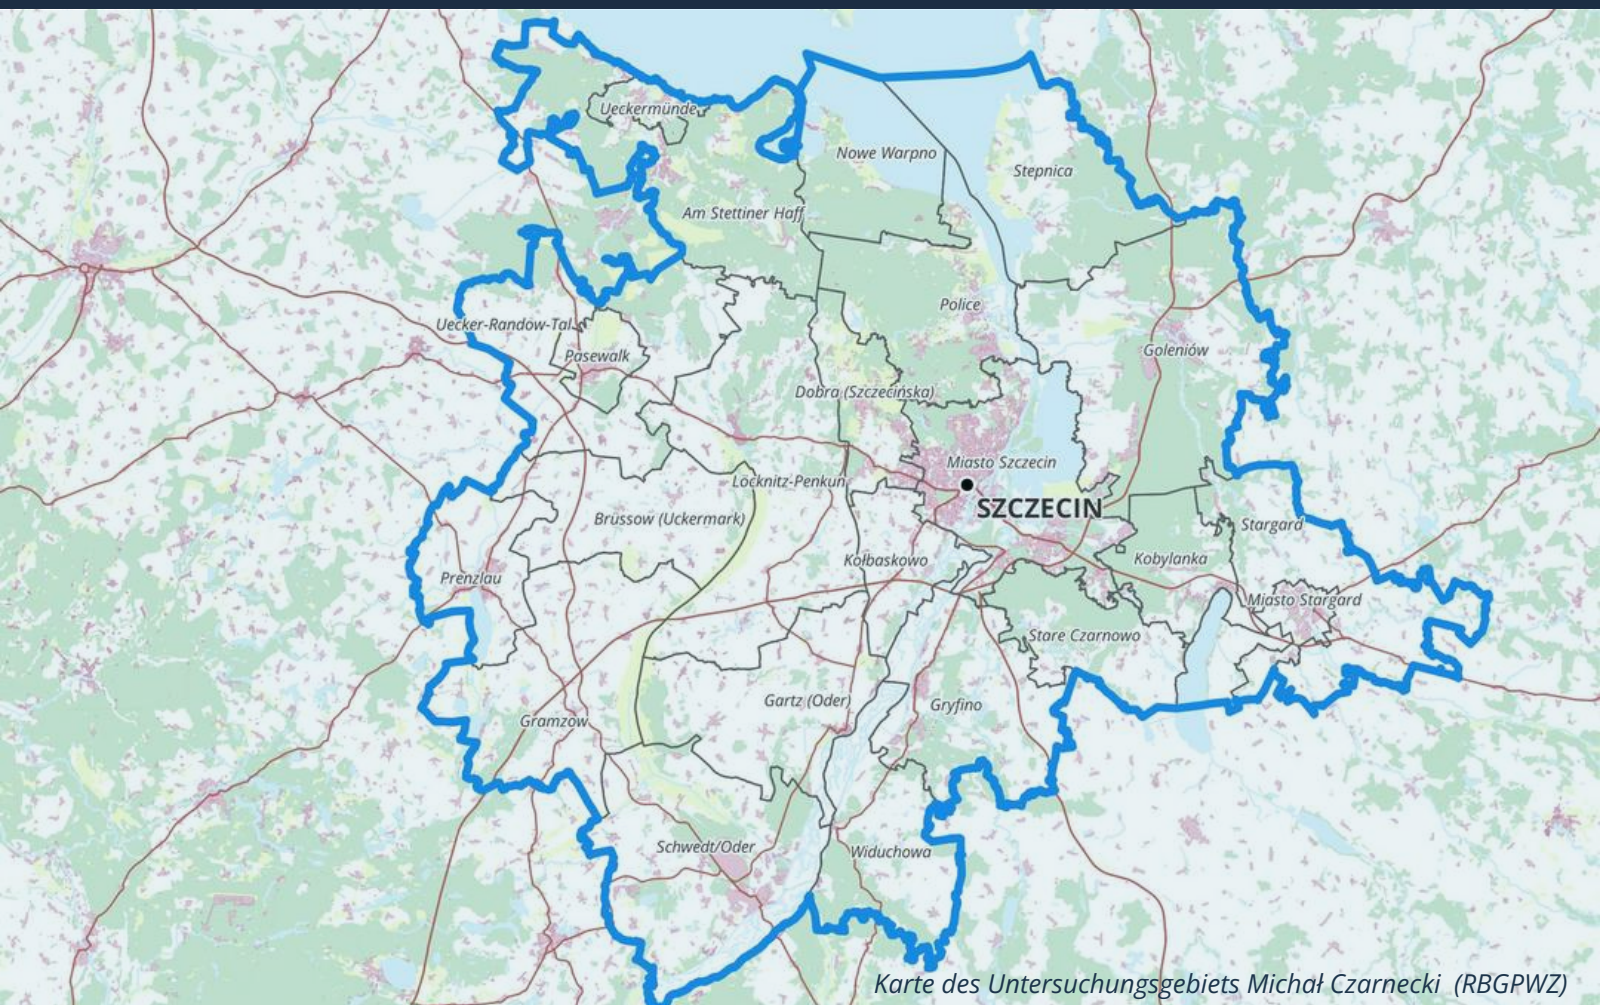 Ueckermünde
Nowe Warpno
Stepnica
Am Stettiner Haff
Police
Uecker-Randow-Tal
Pasewalk
Goleniów
Dobra (Szczecińska)
Miasto Szczecin
Löcknitz-Penkun
SZCZECIN
Brüssow (Uckermark)
Stargard
Kołbaskowo
Kobylanka
Prenzlau
Miasto Stargard
Stare Czarnowo
Gartz (Oder)
Gryfino
Gramzow
Schwedt/Oder
Widuchowa
Karte des Untersuchungsgebiets Michał Czarnecki (RBGPWZ)